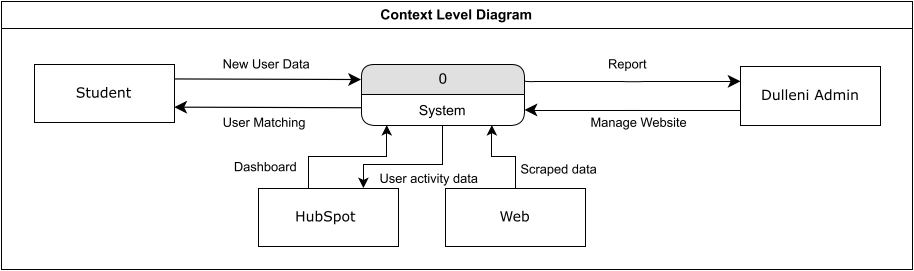 Context Level Diagram
New User Data
Report
Student
0
Dulleni Admin
System
User Matching
Manage Website
Dashboard
User activity data
Scraped data
HubSpot
Web